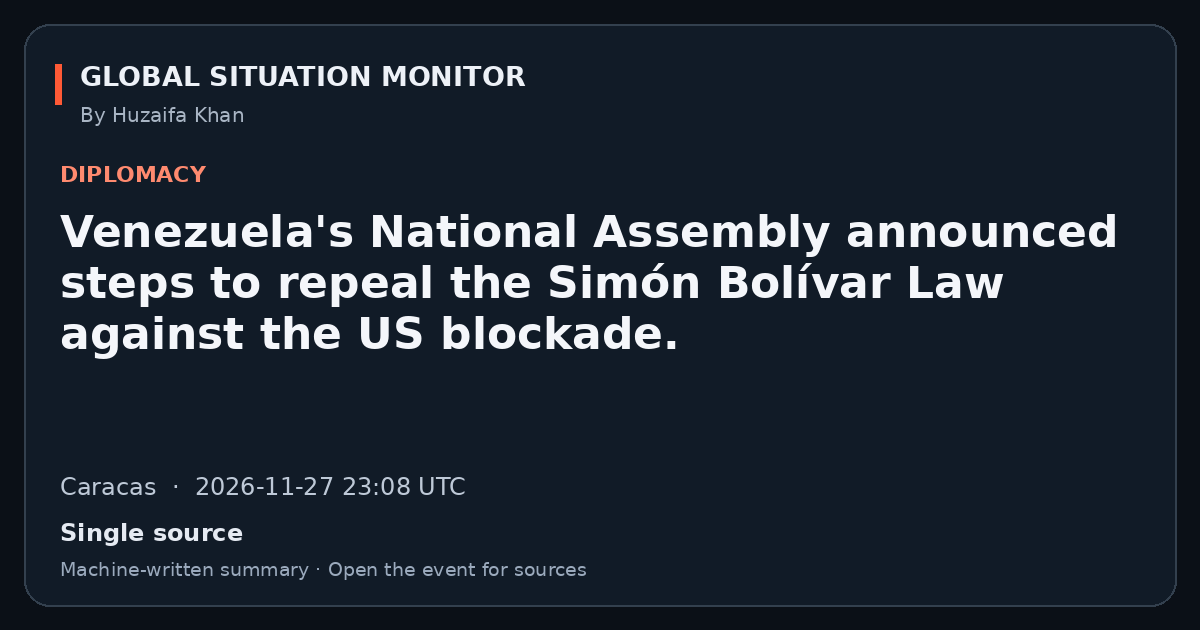 GLOBAL SITUATION MONITOR
By Huzaifa Khan
DIPLOMACY
Venezuela's National Assembly announced
steps to repeal the Simón Bolívar Law
against the US blockade.
Caracas · 2026-11-27 23:08 UTC
Single source
Machine-written summary · Open the event for sources